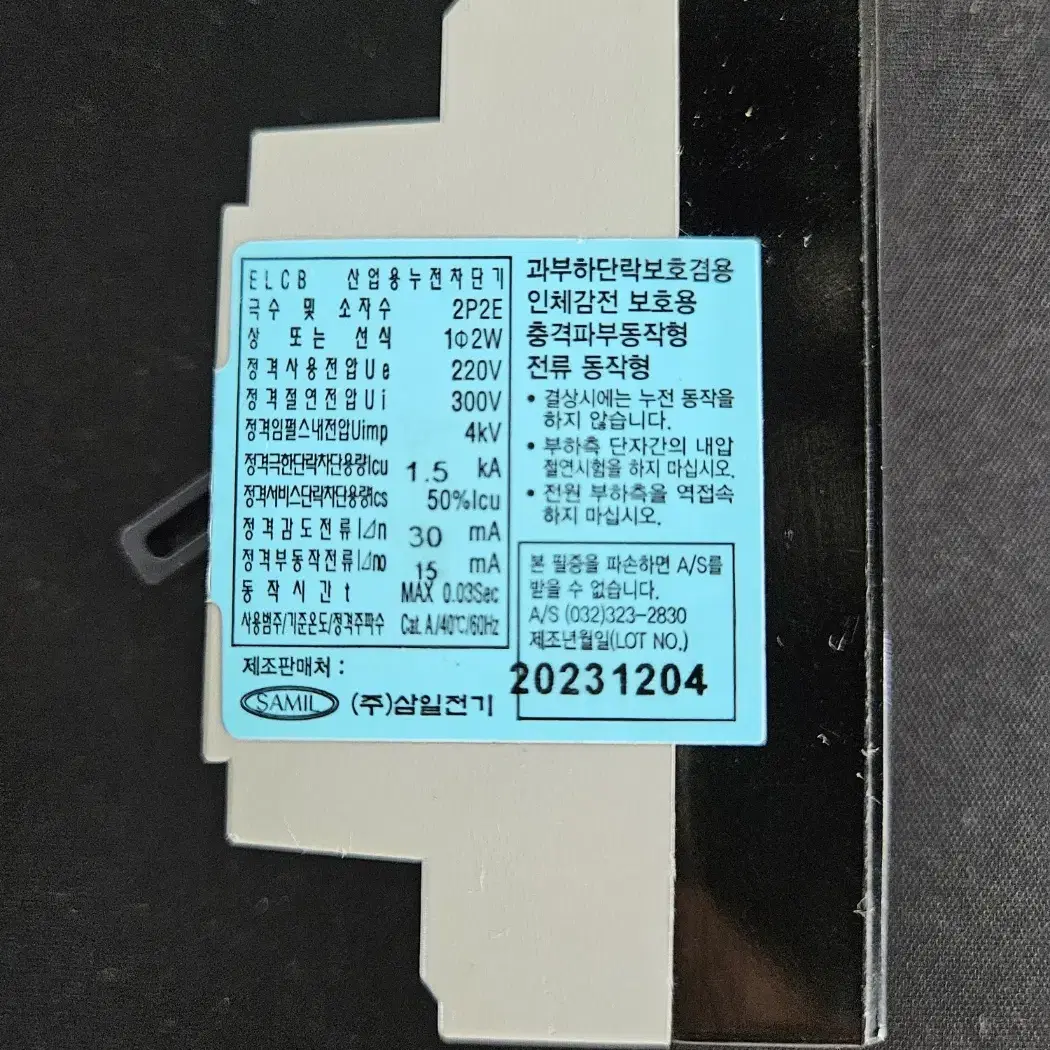 ELCB 산업용누전차단기
극수 및 소자수 2P2E
상 또는 선식 1Φ2W
정격사용전압Ue 220V
정격절연전압Ui 300V
정격임펄스내전압Uimp 4kV
정격극한단락차단용량Icu 1.5 kA
정격서비스단락차단용량Ics 50%Icu
정격감도전류I⊿n 30 mA
정격부동작전류I⊿no 15 mA
동작시간t MAX 0.03Sec
사용범주/기준온도/정격주파수 Cat. A/40℃/60Hz
제조판매처 :
SAMIL (주)삼일전기
과부하단락보호겸용
인체감전 보호용
충격파부동작형
전류 동작형
• 결상시에는 누전 동작을
하지 않습니다.
• 부하측 단자간의 내압
절연시험을 하지 마십시오.
• 전원 부하측을 역접속
하지 마십시오.
본 필증을 파손하면 A/S를
받을 수 없습니다.
A/S (032)323-2830
제조년월일(LOT NO.)
20231204